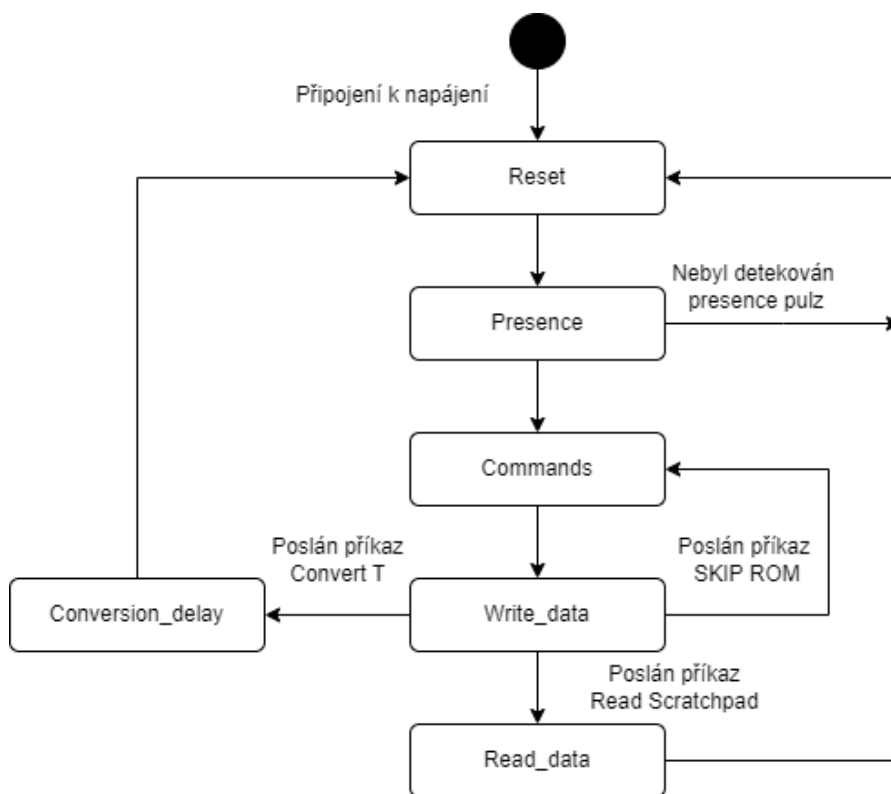 Připojení k napájení
Reset
Nebyl detekován
presence pulz
Presence
Commands
Poslán příkaz
Convert T
Poslán příkaz
SKIP ROM
Conversion_delay
Write_data
Poslán příkaz
Read Scratchpad
Read_data